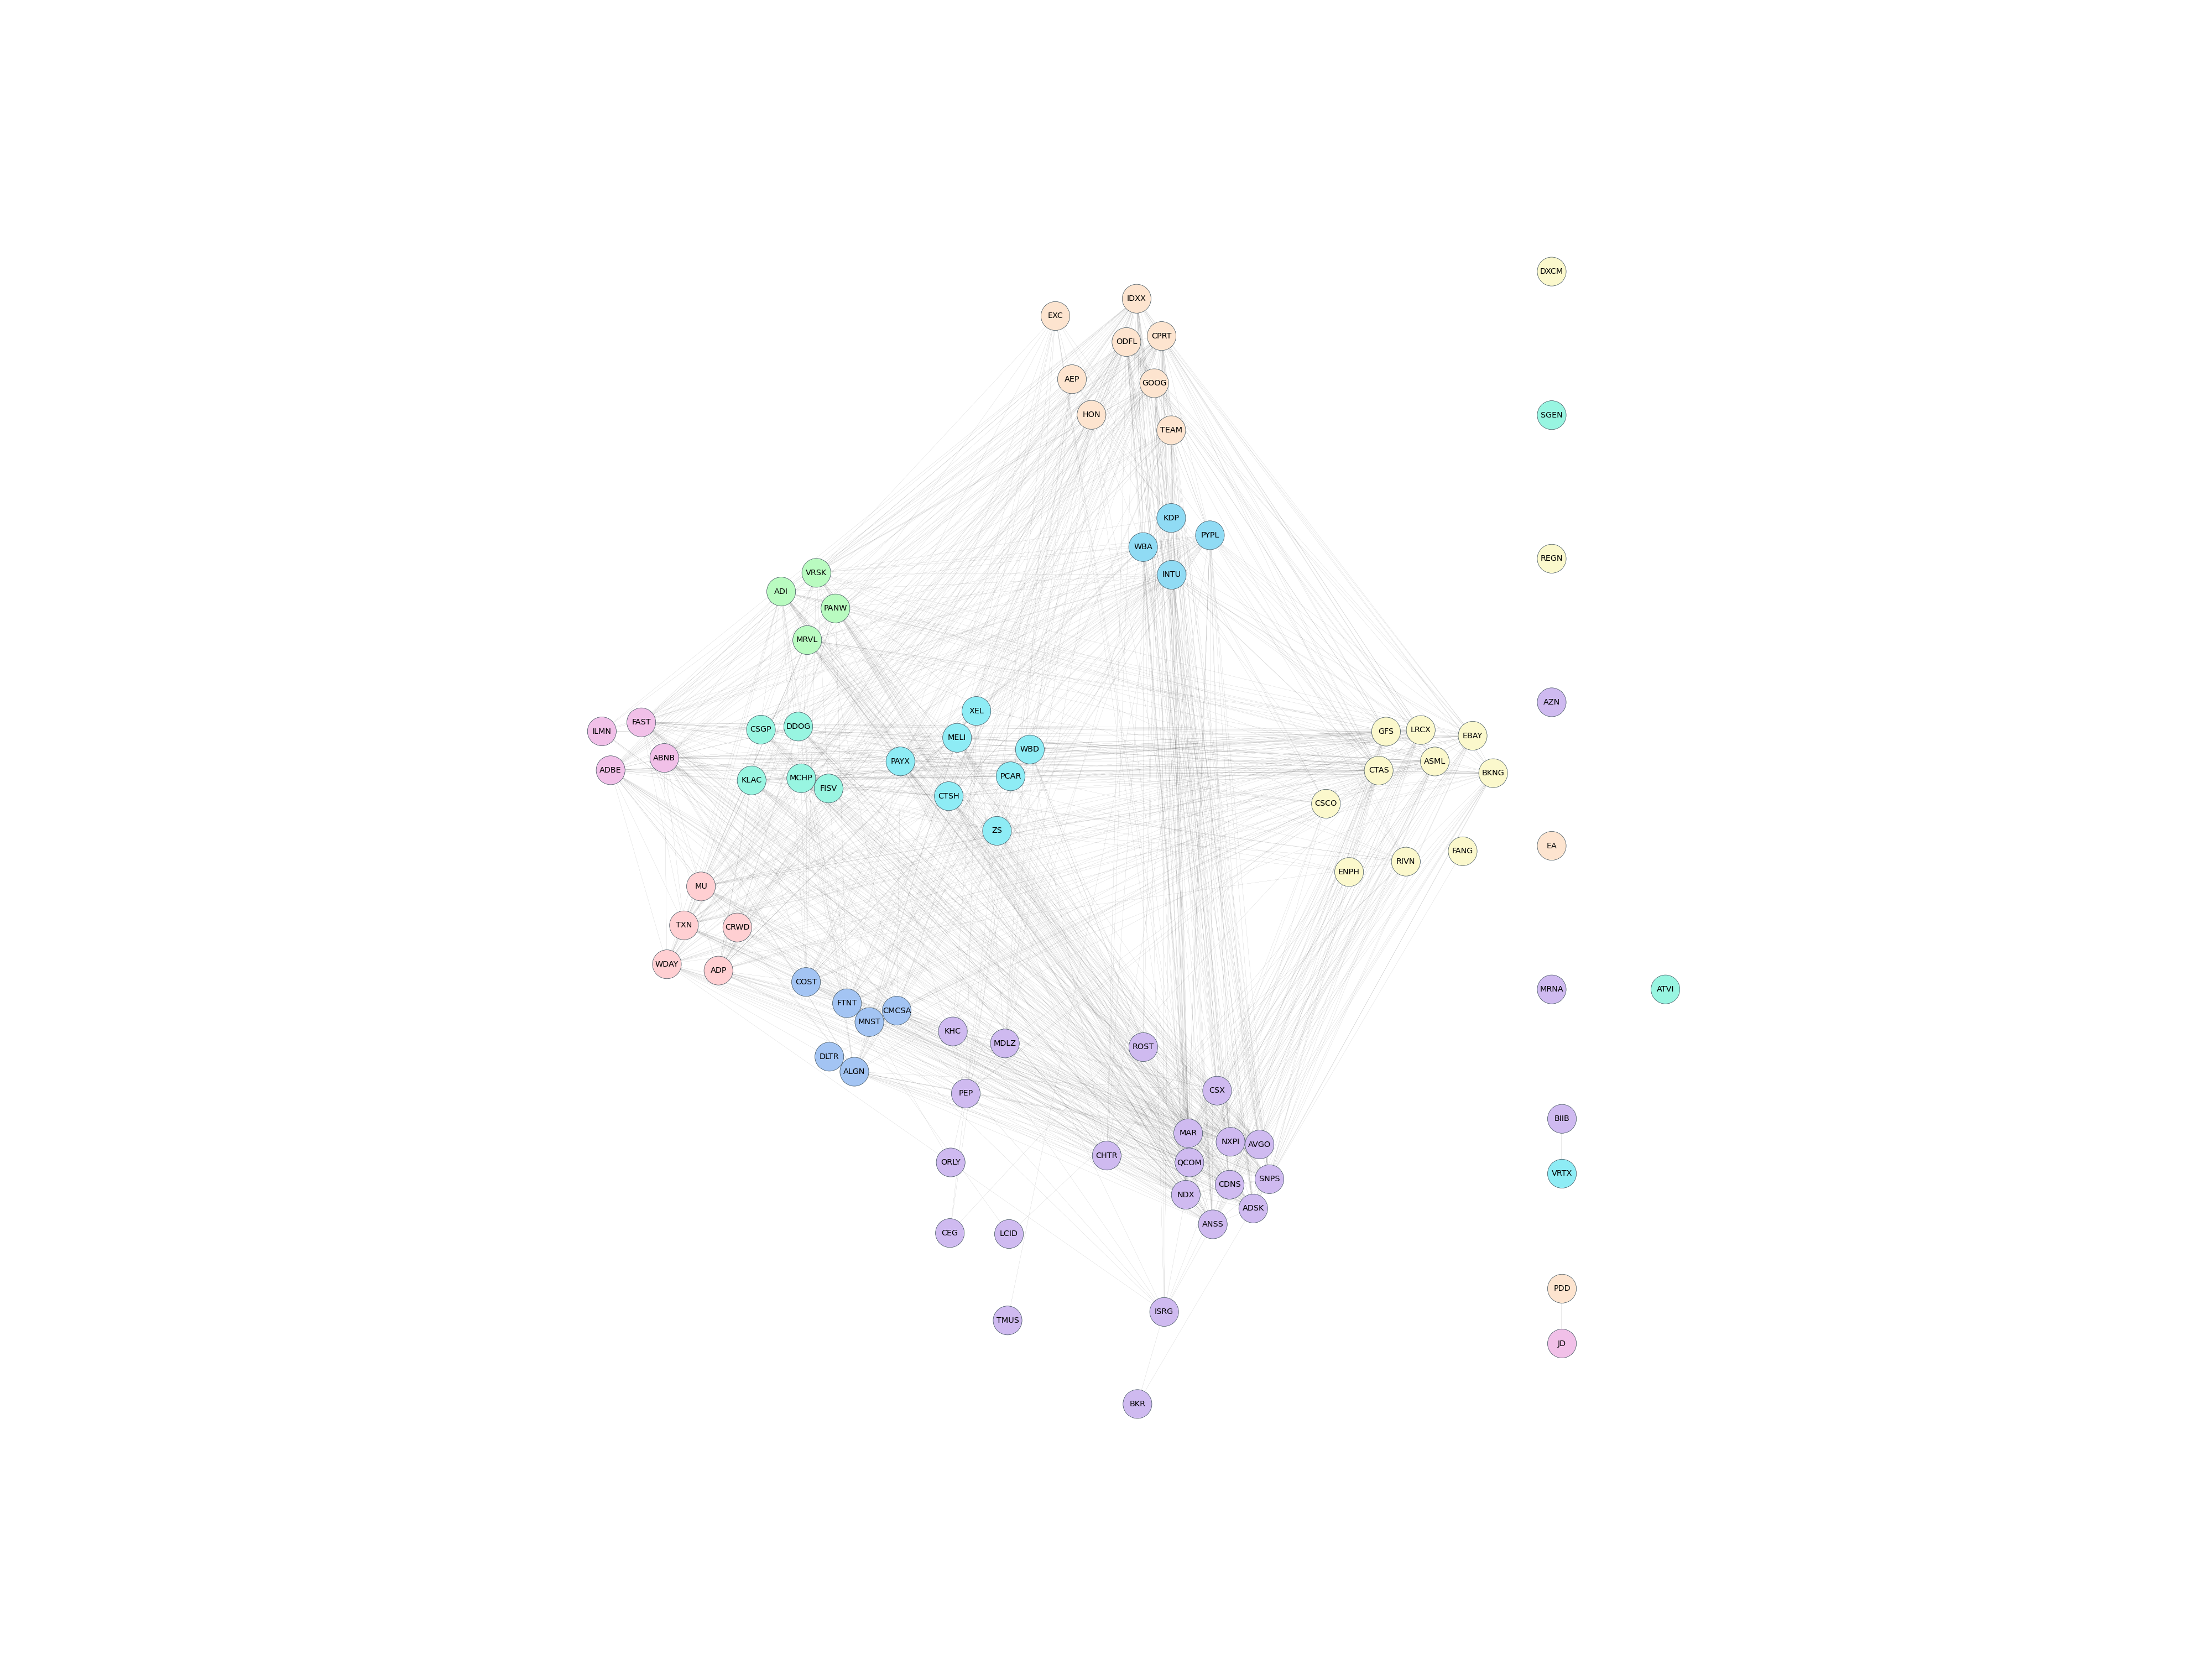 DXCM
IDXX
EXC
CPRT
ODFL
AEP
GOOG
HON
SGEN
TEAM
KDP
PYPL
WBA
REGN
VRSK
INTU
ADI
PANW
MRVL
AZN
XEL
FAST
DDOG
CSGP
LRCX
ILMN
GFS
EBAY
MELI
WBD
ABNB
PAYX
ASML
ADBE
CTAS
BKNG
PCAR
MCHP
KLAC
FISV
CTSH
CSCO
ZS
EA
FANG
RIVN
ENPH
MU
TXN
CRWD
WDAY
ADP
COST
MRNA
ATVI
FTNT
CMCSA
MNST
KHC
MDLZ
ROST
DLTR
ALGN
CSX
PEP
BIIB
MAR
NXPI
AVGO
CHTR
ORLY
QCOM
VRTX
SNPS
CDNS
NDX
ADSK
ANSS
CEG
LCID
PDD
ISRG
TMUS
JD
BKR